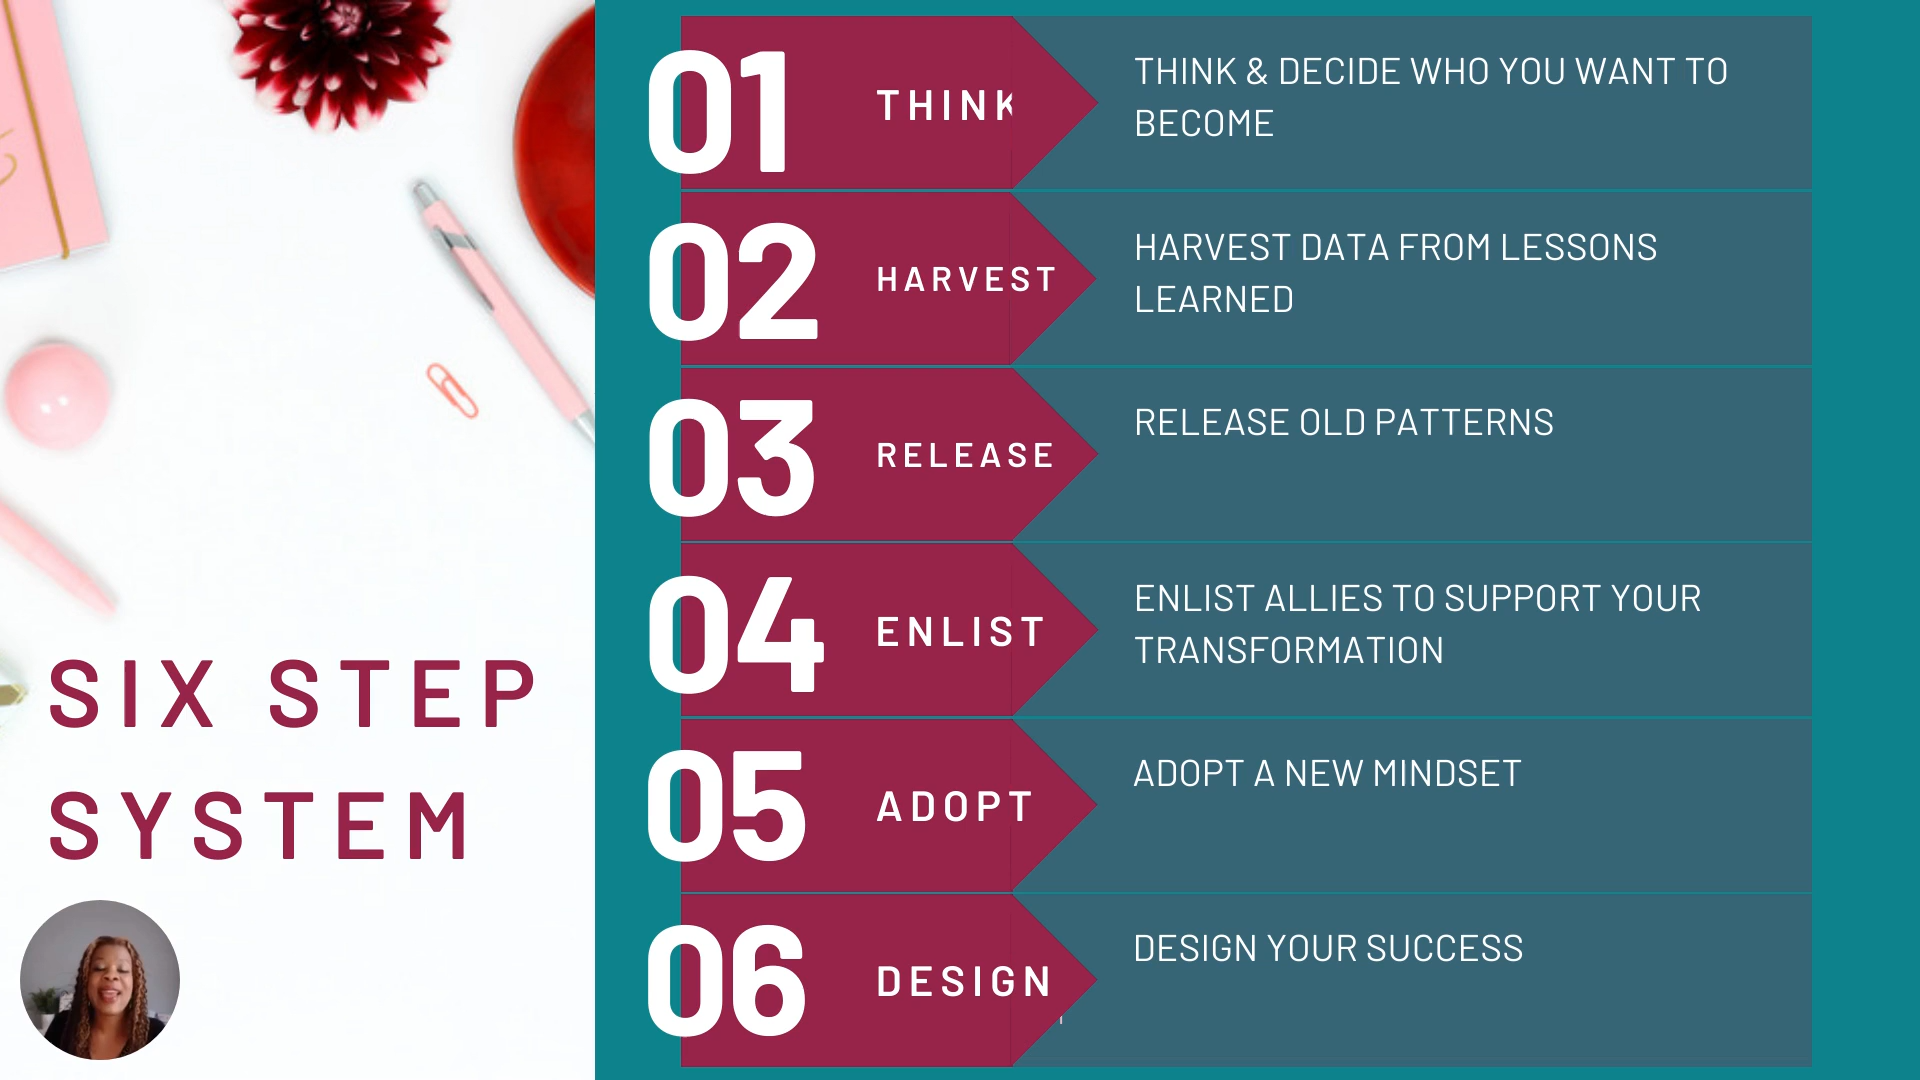 SIX STEP
SYSTEM
01
THINK
THINK & DECIDE WHO YOU WANT TO
BECOME
02
HARVEST
HARVEST DATA FROM LESSONS
LEARNED
03
RELEASE
RELEASE OLD PATTERNS
04
ENLIST
ENLIST ALLIES TO SUPPORT YOUR
TRANSFORMATION
05
ADOPT
ADOPT A NEW MINDSET
06
DESIGN
DESIGN YOUR SUCCESS